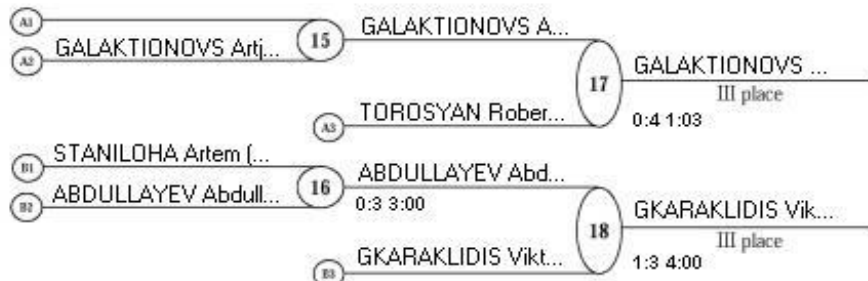 A1
A2
GALAKTIONOVS Artj...
15
GALAKTIONOVS A...
A3
TOROSYAN Rober...
17
GALAKTIONOVS ...
III place
0:4 1:03
B1
STANILOHA Artem (...
B2
ABDULLAYEV Abdull...
16
ABDULLAYEV Abd...
0:3 3:00
B3
GKARAKLIDIS Vikt...
18
GKARAKLIDIS Vik...
III place
1:3 4:00